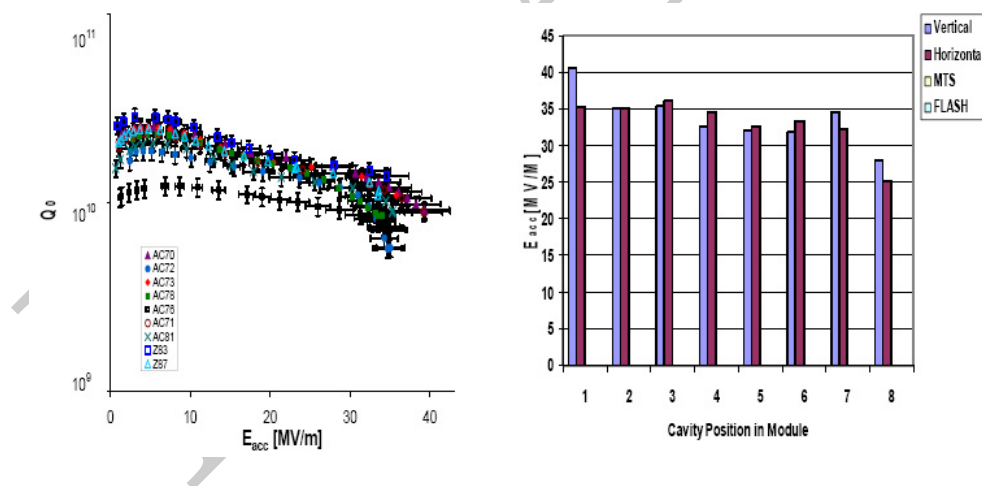 10^11
10^10
10^9
Q_0
AC70
AC72
AC73
AC78
AC76
AC71
AC81
Z83
Z87
0 10 20 30 40
E_acc [MV/m]
45
40
35
30
25
20
15
10
5
0
E_acc [M V /M ]
1 2 3 4 5 6 7 8
Cavity Position in Module
Vertical
Horizonta
MTS
FLASH